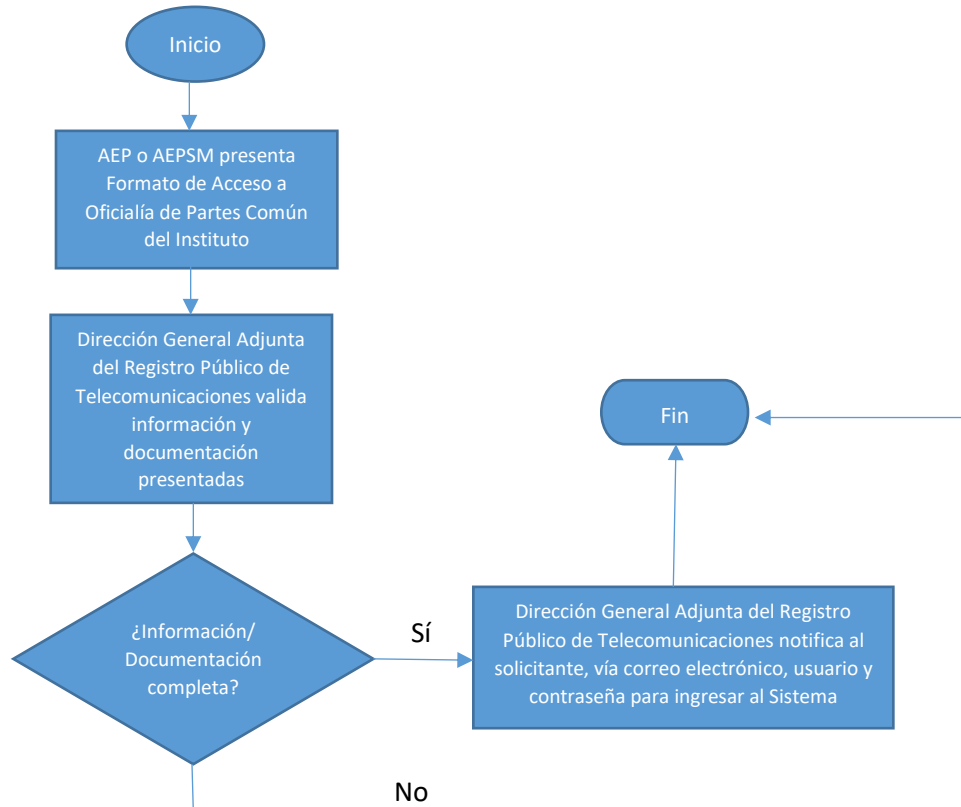 Inicio
AEP o AEPSM presenta
Formato de Acceso a
Oficialía de Partes Común
del Instituto
Dirección General Adjunta
del Registro Público de
Telecomunicaciones valida
información y
documentación
presentadas
Fin
¿Información/
Documentación
completa?
Sí
Dirección General Adjunta del Registro
Público de Telecomunicaciones notifica al
solicitante, vía correo electrónico, usuario y
contraseña para ingresar al Sistema
No